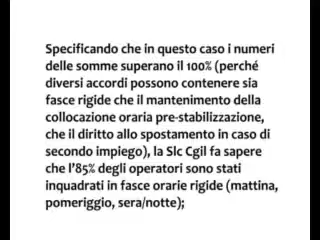 Specificando che in questo caso i numeri
delle somme superano il 100% (perché
diversi accordi possono contenere sia
fasce rigide che il mantenimento della
collocazione oraria pre-stabilizzazione,
che il diritto allo spostamento in caso di
secondo impiego), la Slc Cgil fa sapere
che l'85% degli operatori sono stati
inquadrati in fasce orarie rigide (mattina,
pomeriggio, sera/notte);